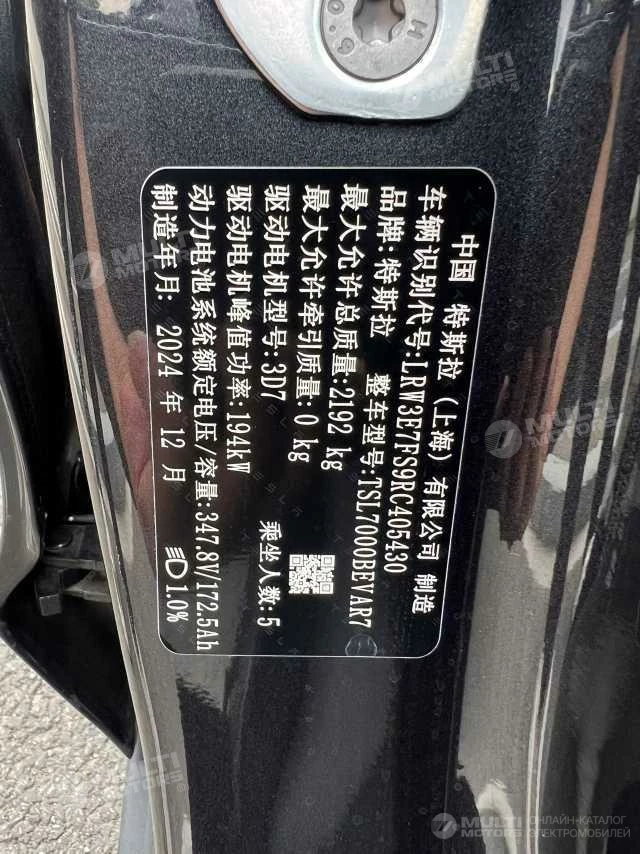 中国 特斯拉（上海）有限公司 制造
车辆识别代号:LRW3E7FS9RC405430
品牌:特斯拉 整车型号:TSL7000BEVAR7
最大允许总质量:2192 kg
最大允许牵引质量:0 kg
驱动电机型号:3D7 乘坐人数:5
驱动电机峰值功率:194kW
动力电池系统额定电压/容量:347.8V/172.5Ah
制造年月: 2024 年 12 月 1.0%
MULTI MOTORS
ОНЛАЙН-КАТАЛОГ
ЭЛЕКТРОМОБИЛЕЙ